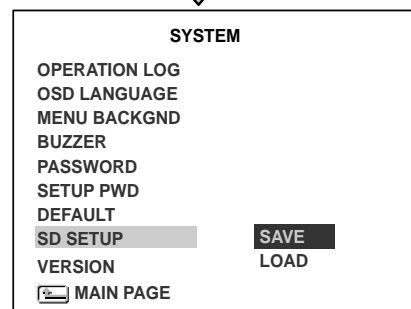 SYSTEM
OPERATION LOG
OSD LANGUAGE
MENU BACKGND
BUZZER
PASSWORD
SETUP PWD
DEFAULT
SD SETUP SAVE
VERSION LOAD
MAIN PAGE